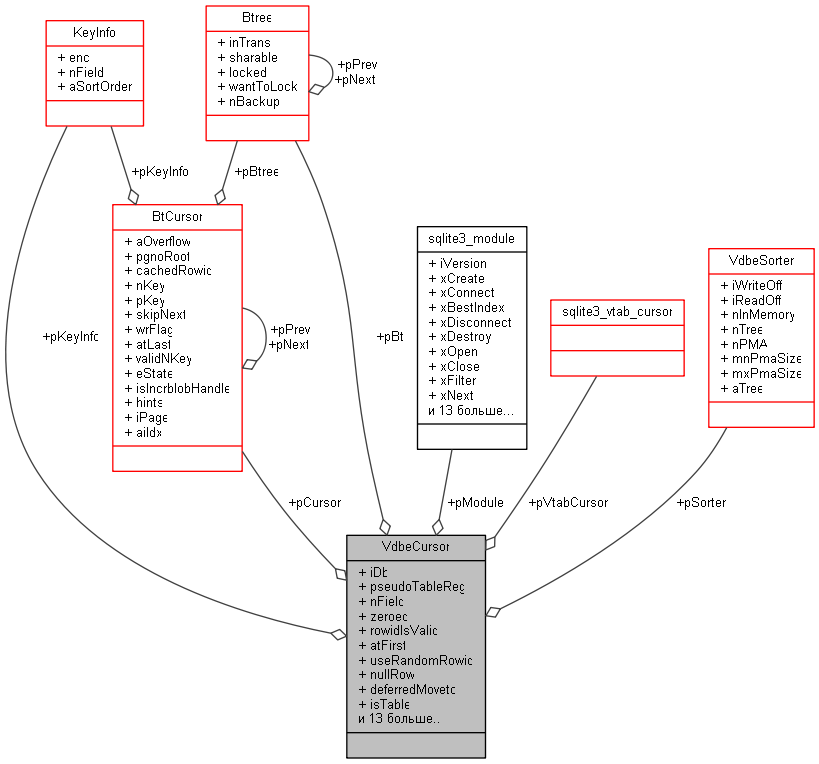 KeyInfo
+ enc
+ nField
+ aSortOrder
Btree
+ inTrans
+ sharable
+ locked
+ wantToLock
+ nBackup
+pPrev
+pNext
+pKeyInfo
+pBtree
BtCursor
+ aOverflow
+ pgnoRoot
+ cachedRowid
+ nKey
+ pKey
+ skipNext
+ wrFlag
+ atLast
+ validNKey
+ eState
+ isIncrblobHandle
+ hints
+ iPage
+ aiIdx
+pPrev
+pNext
sqlite3_module
+ iVersion
+ xCreate
+ xConnect
+ xBestIndex
+ xDisconnect
+ xDestroy
+ xOpen
+ xClose
+ xFilter
+ xNext
и 13 больше...
sqlite3_vtab_cursor
VdbeSorter
+ iWriteOff
+ iReadOff
+ nInMemory
+ nTree
+ nPMA
+ mnPmaSize
+ mxPmaSize
+ aTree
+pKeyInfo
+pBt
+pCursor
+pModule
+pVtabCursor
+pSorter
VdbeCursor
+ iDb
+ pseudoTableReg
+ nField
+ zeroed
+ rowidIsValid
+ atFirst
+ useRandomRowid
+ nullRow
+ deferredMoveto
+ isTable
и 13 больше..